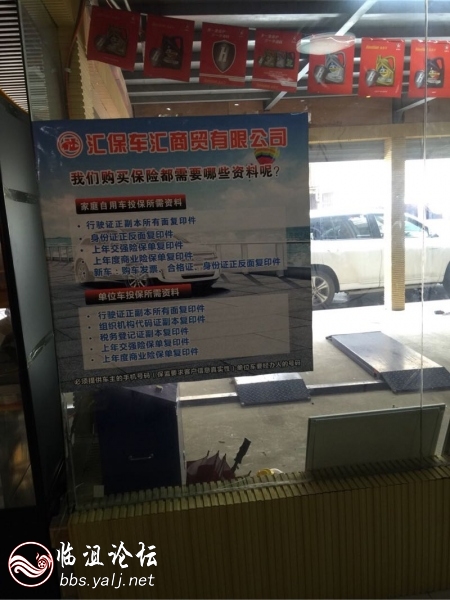 汇保车汇商贸有限公司
我们购买保险都需要哪些资料呢?
家庭自用车投保所需资料
• 行驶证正副本所有面复印件
• 身份证正反面复印件
• 上年交强险保单复印件
• 上年度商业险保单复印件
新车:购车发票、合格证、身份证正反面复印件
单位车投保所需资料
• 行驶证正副本所有面复印件
• 组织机构代码证副本复印件
• 税务登记证副本复印件
• 上年交强险保单复印件
• 上年度商业险保单复印件
临沮论坛
bbs.yalj.net